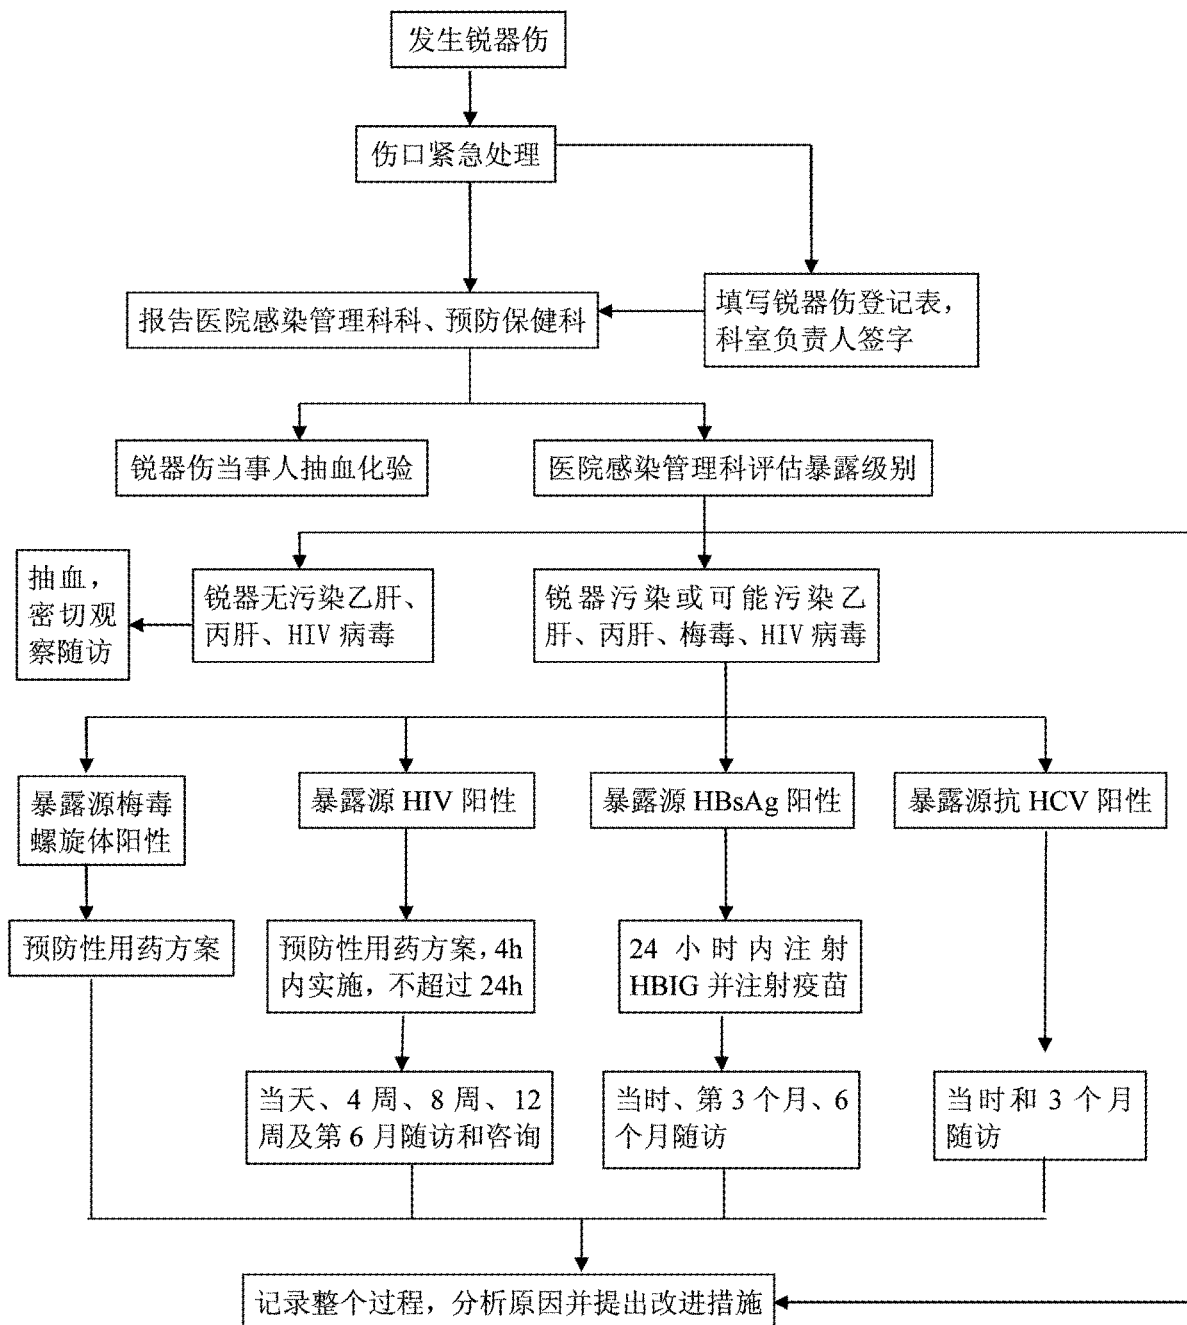 发生锐器伤
伤口紧急处理
报告医院感染管理科科、预防保健科
填写锐器伤登记表，
科室负责人签字
锐器伤当事人抽血化验
医院感染管理科评估暴露级别
抽血，
密切观
察随访
锐器无污染乙肝、
丙肝、HIV 病毒
锐器污染或可能污染乙
肝、丙肝、梅毒、HIV 病毒
暴露源梅毒
螺旋体阳性
暴露源 HIV 阳性
暴露源 HBsAg 阳性
暴露源抗 HCV 阳性
预防性用药方案
预防性用药方案，4h
内实施，不超过 24h
24 小时内注射
HBIG 并注射疫苗
当天、4 周、8 周、12
周及第 6 月随访和咨询
当时、第 3 个月、6
个月随访
当时和 3 个月
随访
记录整个过程，分析原因并提出改进措施